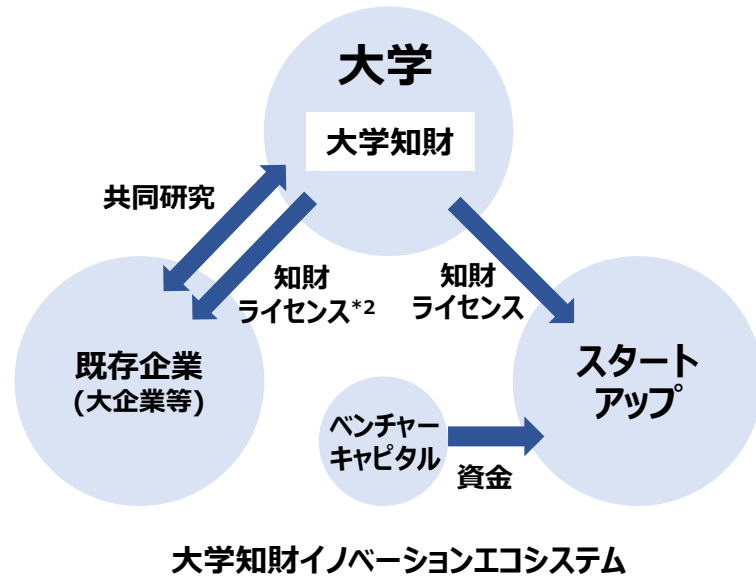 大学
大学知財
共同研究
知財
ライセンス*2
知財
ライセンス
既存企業
(大企業等)
スタート
アップ
ベンチャー
キャピタル
資金
大学知財イノベーションエコシステム